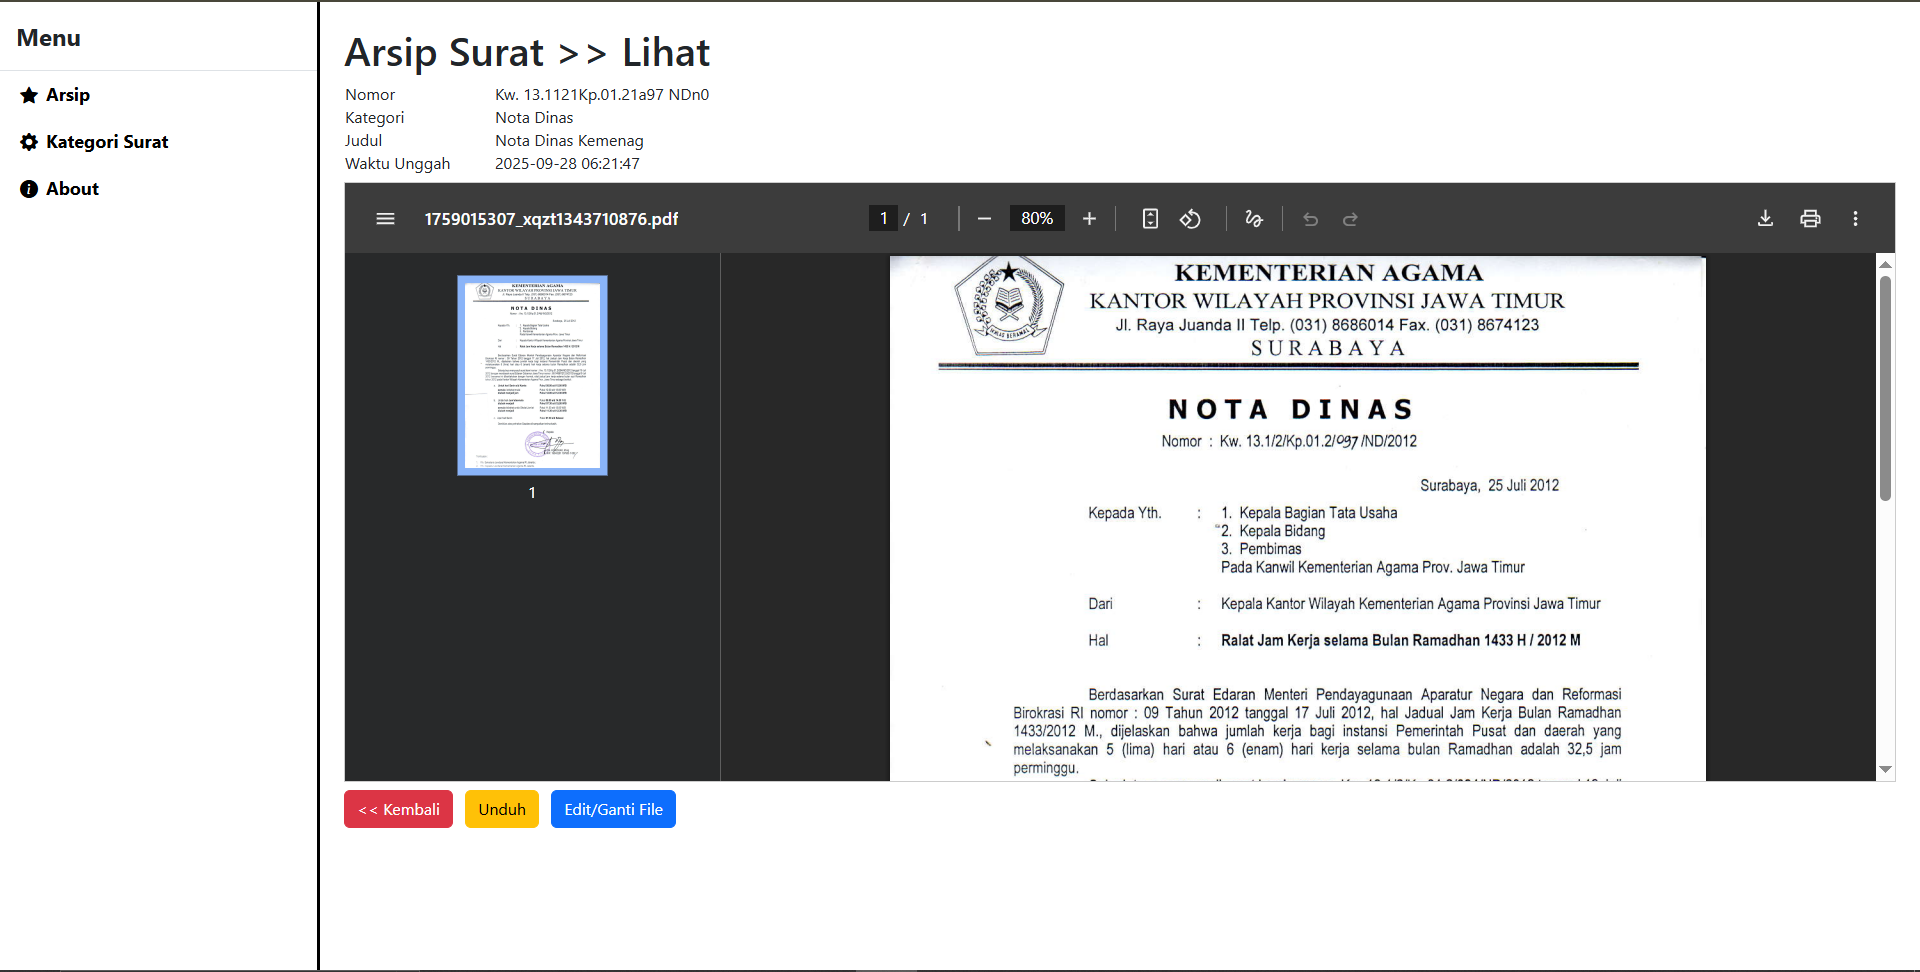 Menu
Arsip
Kategori Surat
About
Arsip Surat >> Lihat
Nomor Kw. 13.1121Kp.01.21a97 NDn0
Kategori Nota Dinas
Judul Nota Dinas Kemenag
Waktu Unggah 2025-09-28 06:21:47
1759015307_xqzt1343710876.pdf
1 / 1
80%
1
KEMENTERIAN AGAMA
KANTOR WILAYAH PROVINSI JAWA TIMUR
Jl. Raya Juanda II Telp. (031) 8686014 Fax. (031) 8674123
SURABAYA
IKHLAS BERAMAL
NOTA DINAS
Nomor : Kw. 13.1/2/Kp.01.2/097/ND/2012
Surabaya, 25 Juli 2012
Kepada Yth. : 1. Kepala Bagian Tata Usaha
2. Kepala Bidang
3. Pembimas
Pada Kanwil Kementerian Agama Prov. Jawa Timur
Dari : Kepala Kantor Wilayah Kementerian Agama Provinsi Jawa Timur
Hal : Ralat Jam Kerja selama Bulan Ramadhan 1433 H / 2012 M
Berdasarkan Surat Edaran Menteri Pendayagunaan Aparatur Negara dan Reformasi
Birokrasi RI nomor : 09 Tahun 2012 tanggal 17 Juli 2012, hal Jadual Jam Kerja Bulan Ramadhan
1433/2012 M., dijelaskan bahwa jumlah kerja bagi instansi Pemerintah Pusat dan daerah yang
melaksanakan 5 (lima) hari atau 6 (enam) hari kerja selama bulan Ramadhan adalah 32,5 jam
perminggu.
<< Kembali
Unduh
Edit/Ganti File